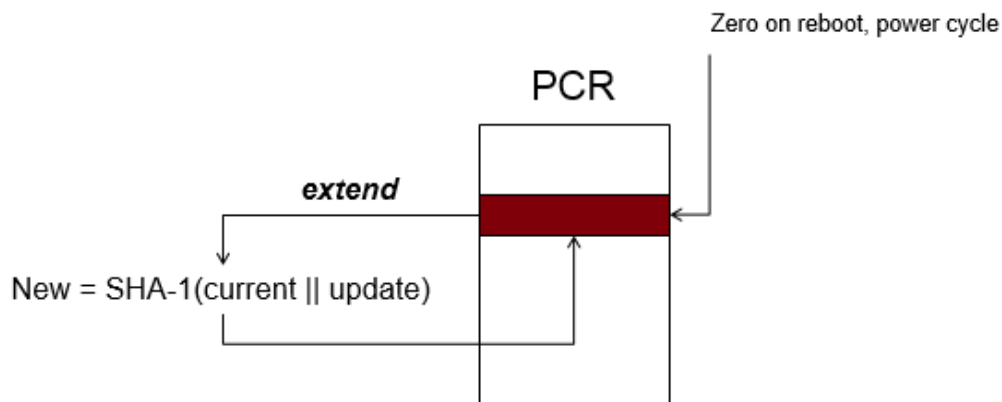 Zero on reboot, power cycle
PCR
extend
New = SHA-1(current || update)